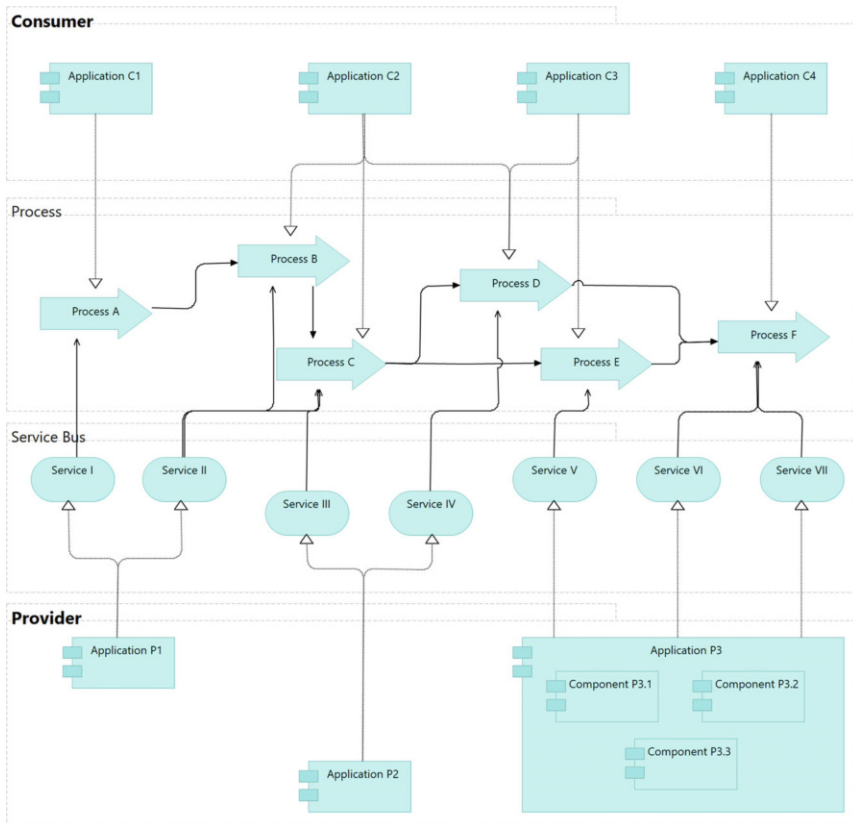 Consumer
Application C1
Application C2
Application C3
Application C4
Process
Process B
Process D
Process A
Process F
Process C
Process E
Service Bus
Service I
Service II
Service V
Service VI
Service VII
Service III
Service IV
Provider
Application P1
Application P3
Component P3.1
Component P3.2
Component P3.3
Application P2